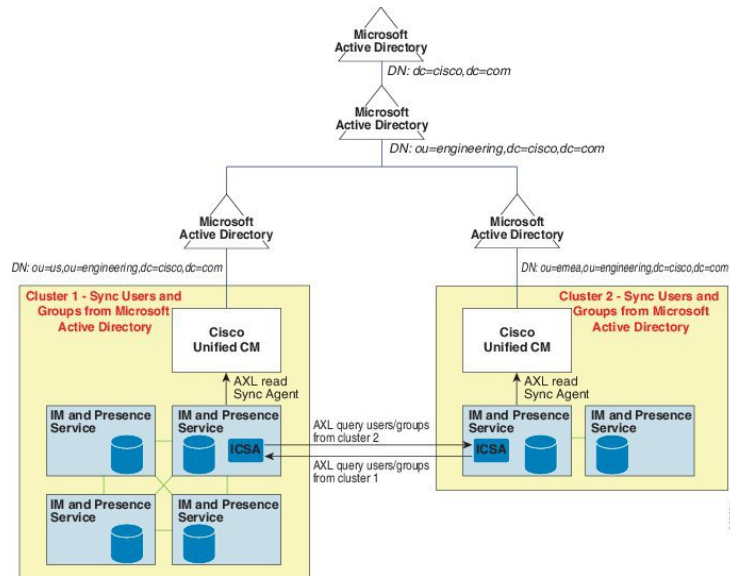 Microsoft
Active Directory
DN: dc=cisco,dc=com
Microsoft
Active Directory
DN: ou=engineering,dc=cisco,dc=com
Microsoft
Active Directory
DN: ou=us,ou=engineering,dc=cisco,dc=com
Microsoft
Active Directory
DN: ou=emea,ou=engineering,dc=cisco,dc=com
Cluster 1 - Sync Users and
Groups from Microsoft
Active Directory
Cisco
Unified CM
AXL read
Sync Agent
IM and Presence
Service
IM and Presence
Service
ICSA
IM and Presence
Service
IM and Presence
Service
AXL query users/groups
from cluster 2
AXL query users/groups
from cluster 1
Cluster 2 - Sync Users and
Groups from Microsoft
Active Directory
Cisco
Unified CM
AXL read
Sync Agent
IM and Presence
Service
ICSA
IM and Presence
Service